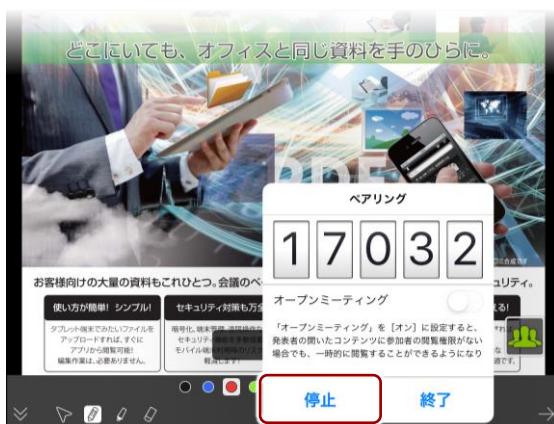 どこにいても、オフィスと同じ資料を手のひらに。
PDF
ペアリング
17032
オープンミーティング
「オープンミーティング」を［オン］に設定すると、
発表者の開いたコンテンツに参加者の閲覧権限がない
場合でも、一時的に閲覧することができるようになり
停止
終了
お客様向けの大量の資料もこれひとつ。会議のペ
使い方が簡単! シンプル!
タブレット端末でみたいファイルを
アップロードすれば、すぐに
アプリから閲覧可能!
編集作業は、必要ありません。
セキュリティ対策も万全